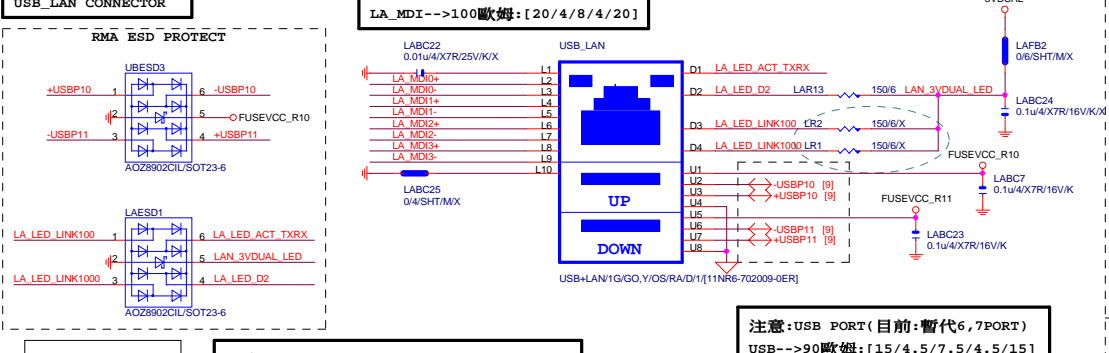 USB_LAN CONNECTOR
LA_MDI-->100歐姆:[20/4/8/4/20]
RMA ESD PROTECT
UBESD3
+USBP10 1 6 -USBP10
2 5 FUSEVCC_R10
-USBP11 3 4 +USBP11
AOZ8902CIL/SOT23-6
LAESD1
LA_LED_LINK100 1 6 LA_LED_ACT_TXRX
2 5 LAN_3VDUAL_LED
LA_LED_LINK1000 3 4 LA_LED_D2
AOZ8902CIL/SOT23-6
LABC22
0.01u/4/X7R/25V/K/X
USB_LAN
L1
LA_MDI0+ L2
LA_MDI0- L3
LA_MDI1+ L4
LA_MDI1- L5
LA_MDI2+ L6
LA_MDI2- L7
LA_MDI3+ L8
LA_MDI3- L9
L10
LABC25
0/4/SHT/M/X
UP
DOWN
USB+LAN/1G/GO,Y/OS/RA/D/1/[11NR6-702009-0ER]
D1 LA_LED_ACT_TXRX
D2 LA_LED_D2 LAR13 150/6 LAN_3VDUAL_LED
D3 LA_LED_LINK100 LR2 150/6/X
D4 LA_LED_LINK1000 LR1 150/6/X
U1
U2 -USBP10 [9]
U3 +USBP10 [9]
U4
U5
U6 -USBP11 [9]
U7 +USBP11 [9]
U8
LAFB2
0/6/SHT/M/X
LABC24
0.1u/4/X7R/16V/K/X
FUSEVCC_R10
LABC7
0.1u/4/X7R/16V/K
FUSEVCC_R11
LABC23
0.1u/4/X7R/16V/K
注意:USB PORT(目前:暫代6,7PORT)
USB-->90歐姆:[15/4.5/7.5/4.5/15]